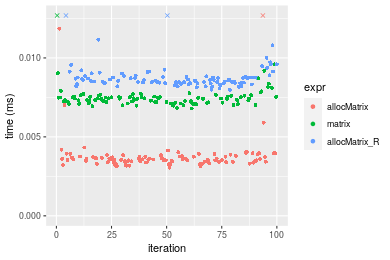 time (ms)
0.010
0.005
0.000
0
25
50
75
100
iteration
expr
allocMatrix
matrix
allocMatrix_R